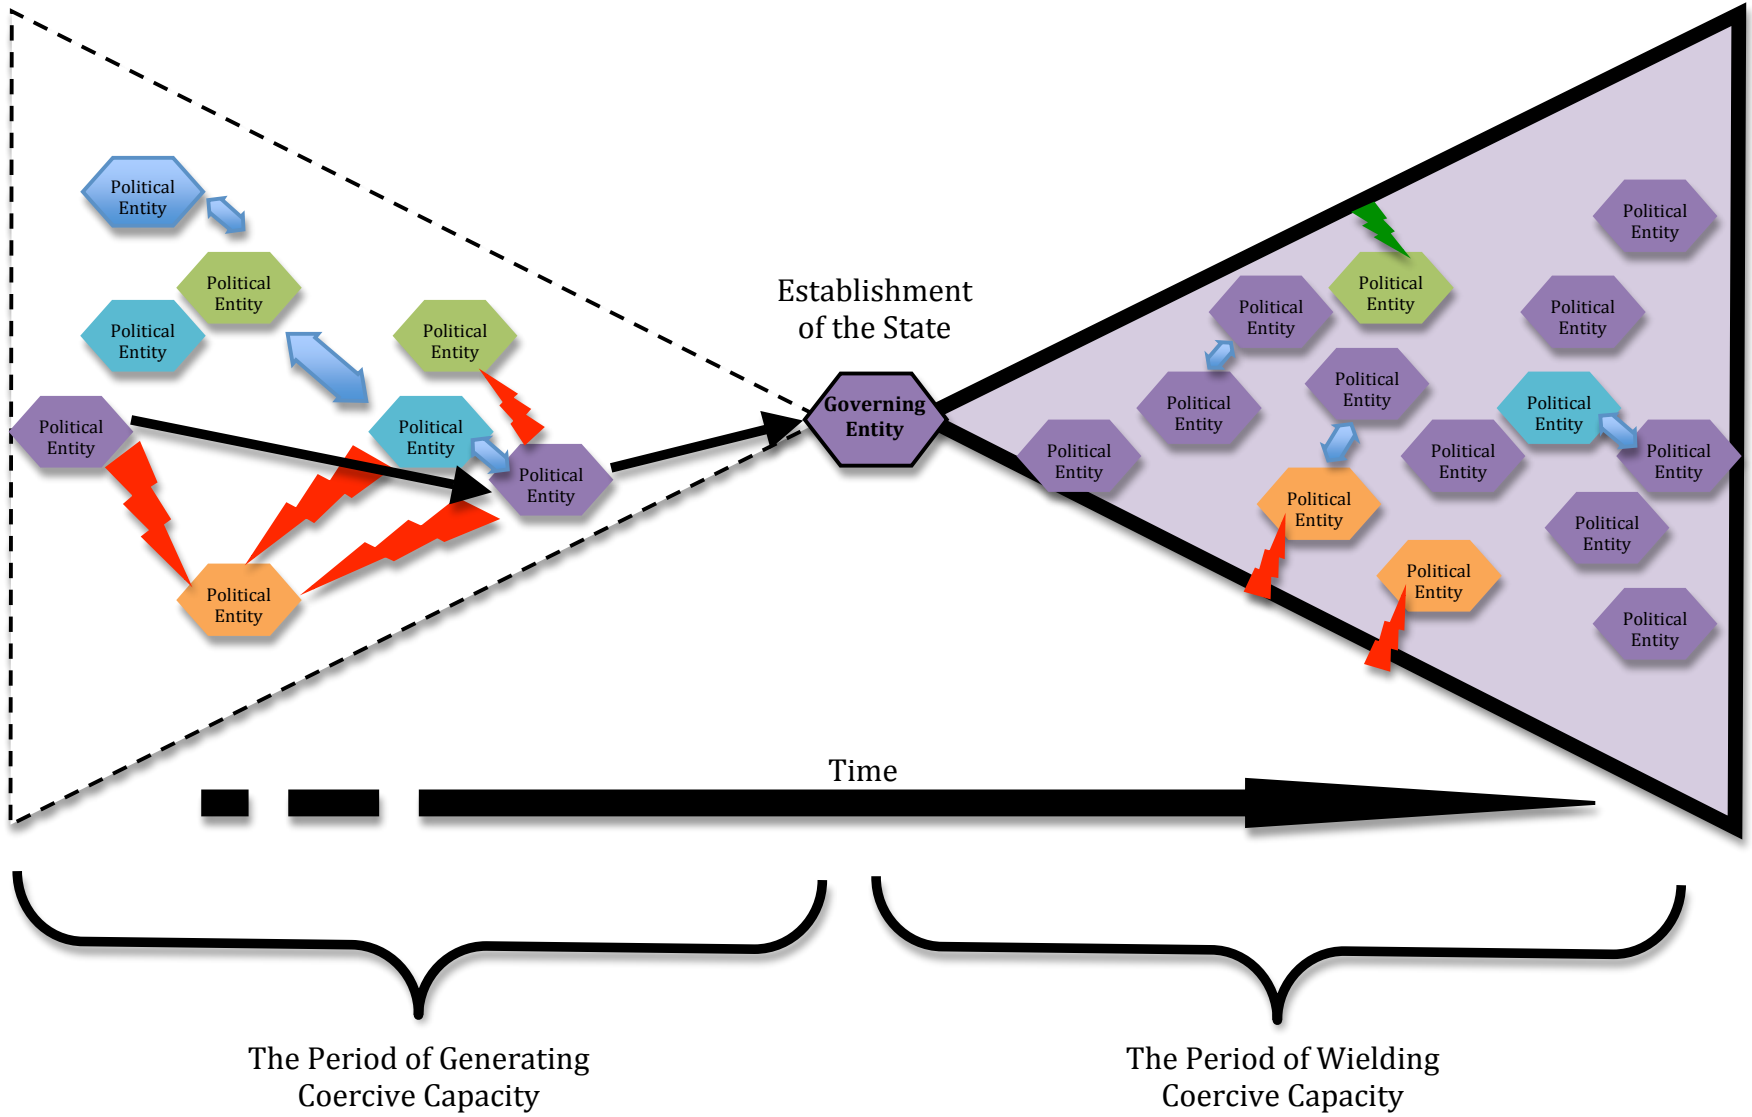 Political
Entity
Political
Entity
Political
Entity
Political
Entity
Political
Entity
Political
Entity
Political
Entity
Political
Entity
Establishment
of the State
Governing
Entity
Political
Entity
Political
Entity
Political
Entity
Political
Entity
Political
Entity
Political
Entity
Political
Entity
Political
Entity
Political
Entity
Political
Entity
Political
Entity
Political
Entity
Political
Entity
Political
Entity
Political
Entity
Time
The Period of Generating
Coercive Capacity
The Period of Wielding
Coercive Capacity